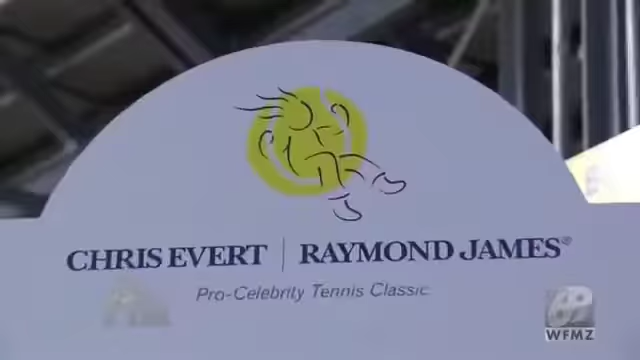 CHRIS EVERT | RAYMOND JAMES®
Pro-Celebrity Tennis Classic
WFMZ